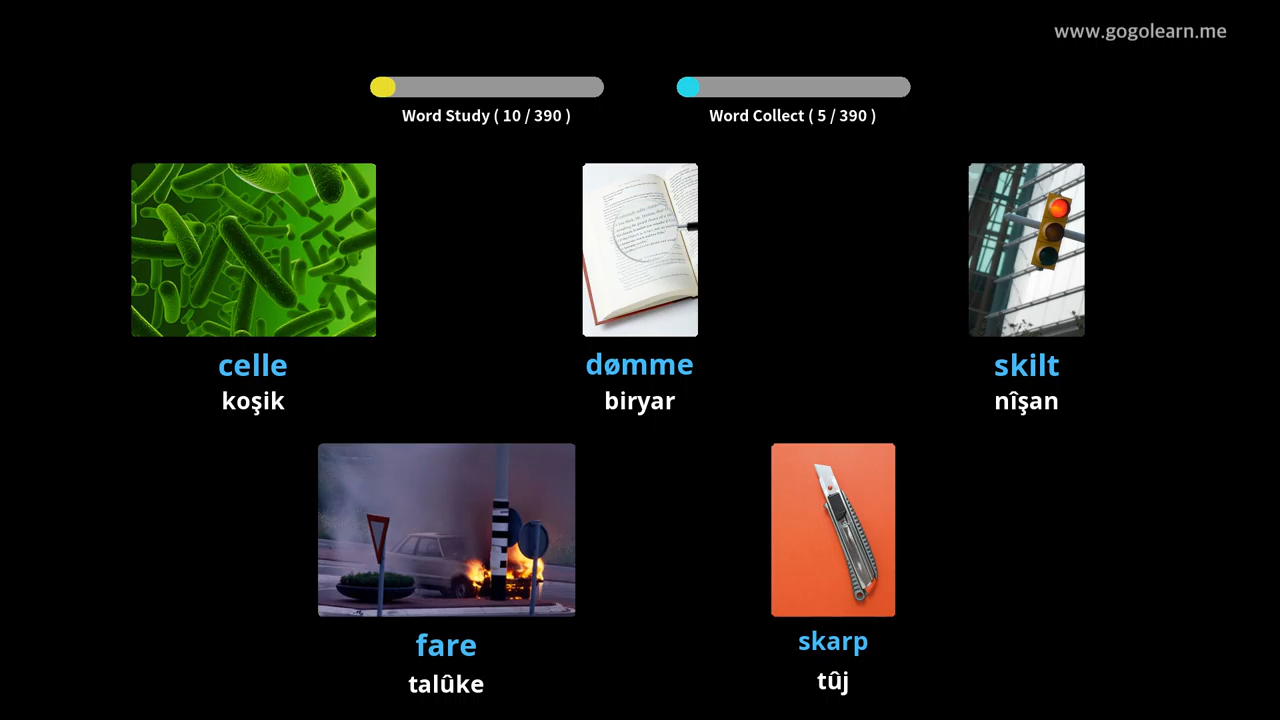 www.gogolearn.me
Word Study ( 10 / 390 )
Word Collect ( 5 / 390 )
celle
koşik
dømme
biryar
skilt
nîşan
fare
talûke
skarp
tûj